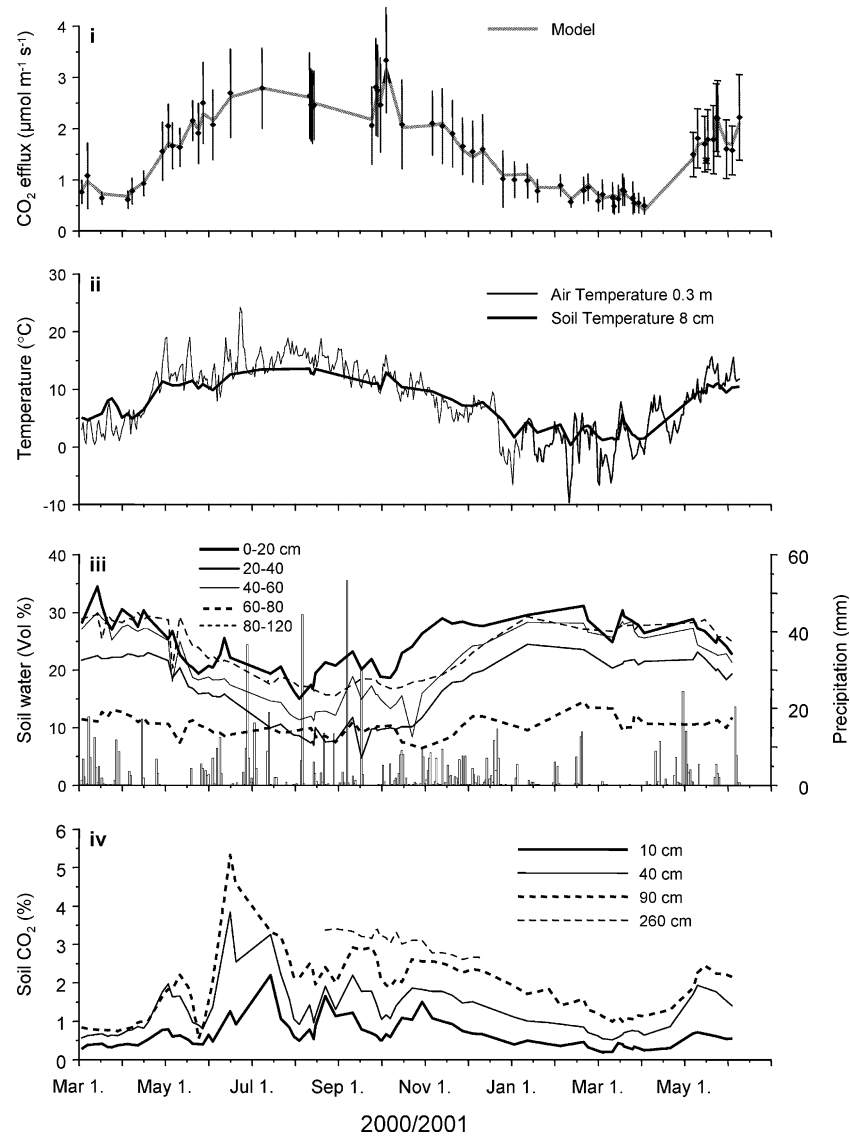 i
Model
4
3
2
1
0
CO2 efflux (µmol m-1 s-1)
ii
Air Temperature 0.3 m
Soil Temperature 8 cm
30
20
10
0
-10
Temperature (°C)
iii
0-20 cm
20-40
40-60
60-80
80-120
40
30
20
10
0
Soil water (Vol %)
60
40
20
0
Precipitation (mm)
iv
10 cm
40 cm
90 cm
260 cm
6
5
4
3
2
1
0
Soil CO2 (%)
Mar 1. May 1. Jul 1. Sep 1. Nov 1. Jan 1. Mar 1. May 1.
2000/2001